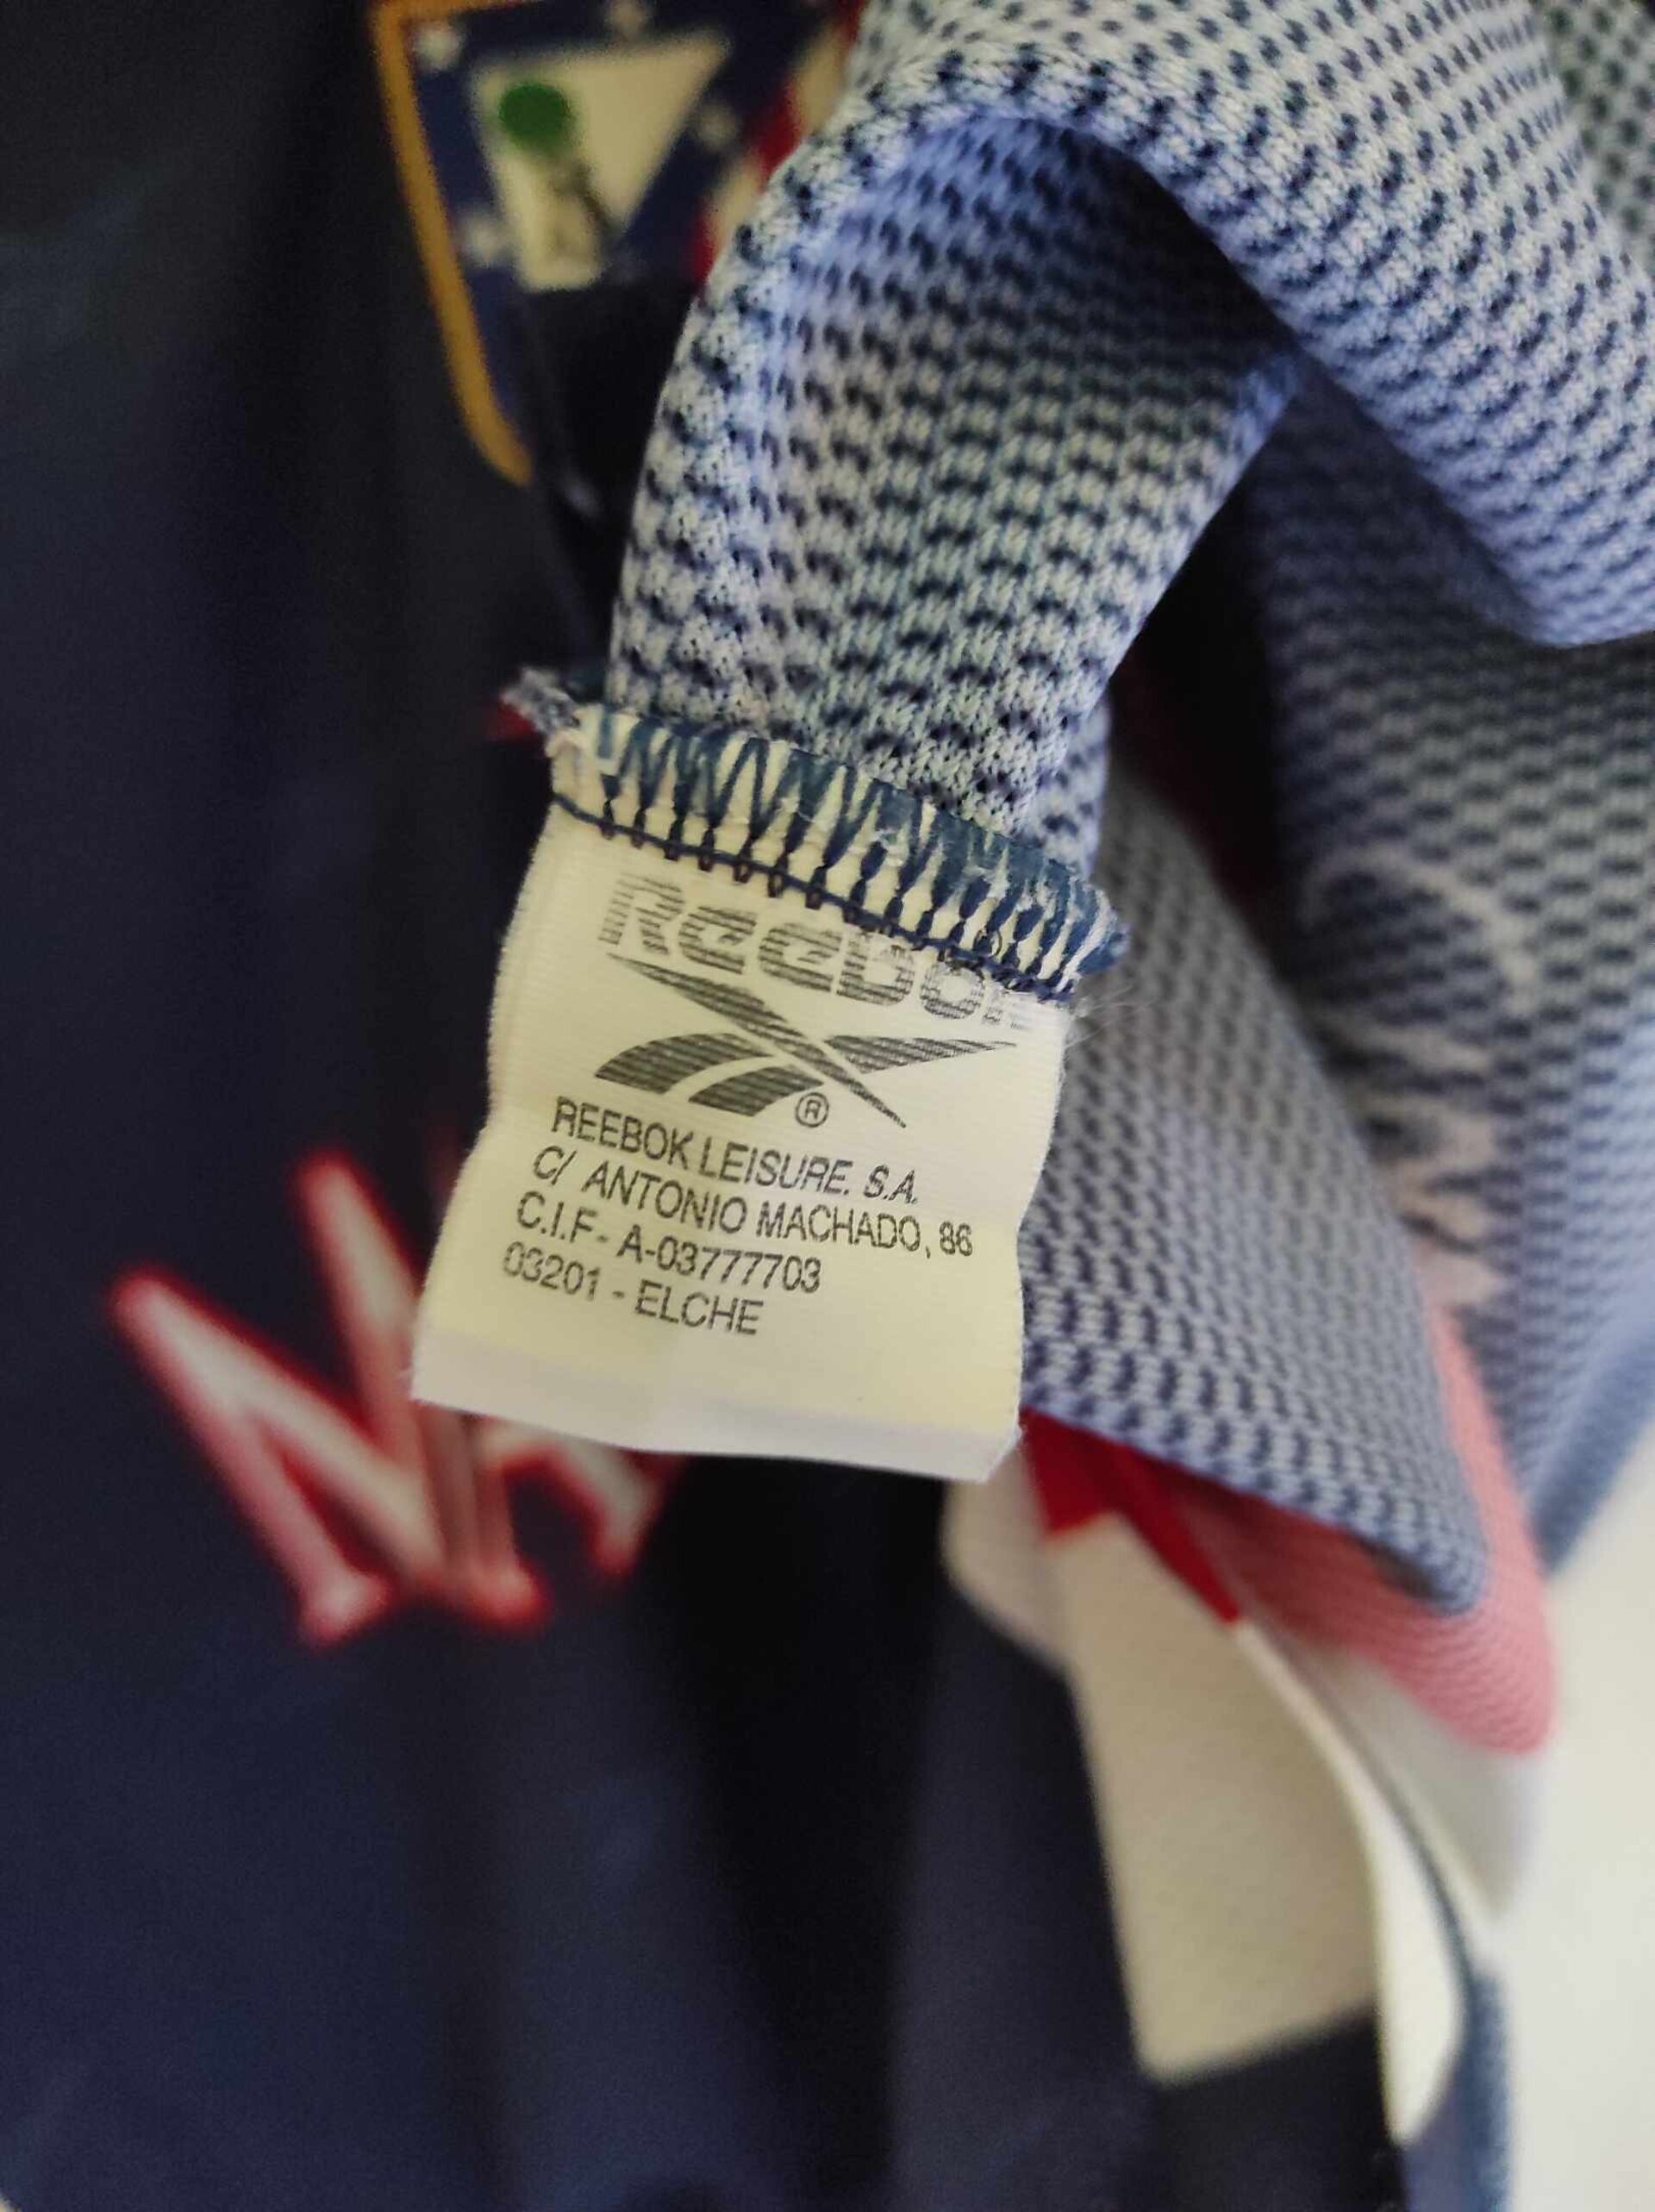 Reebok
®
REEBOK LEISURE. S.A.
C/ ANTONIO MACHADO, 86
C.I.F- A-03777703
03201 - ELCHE